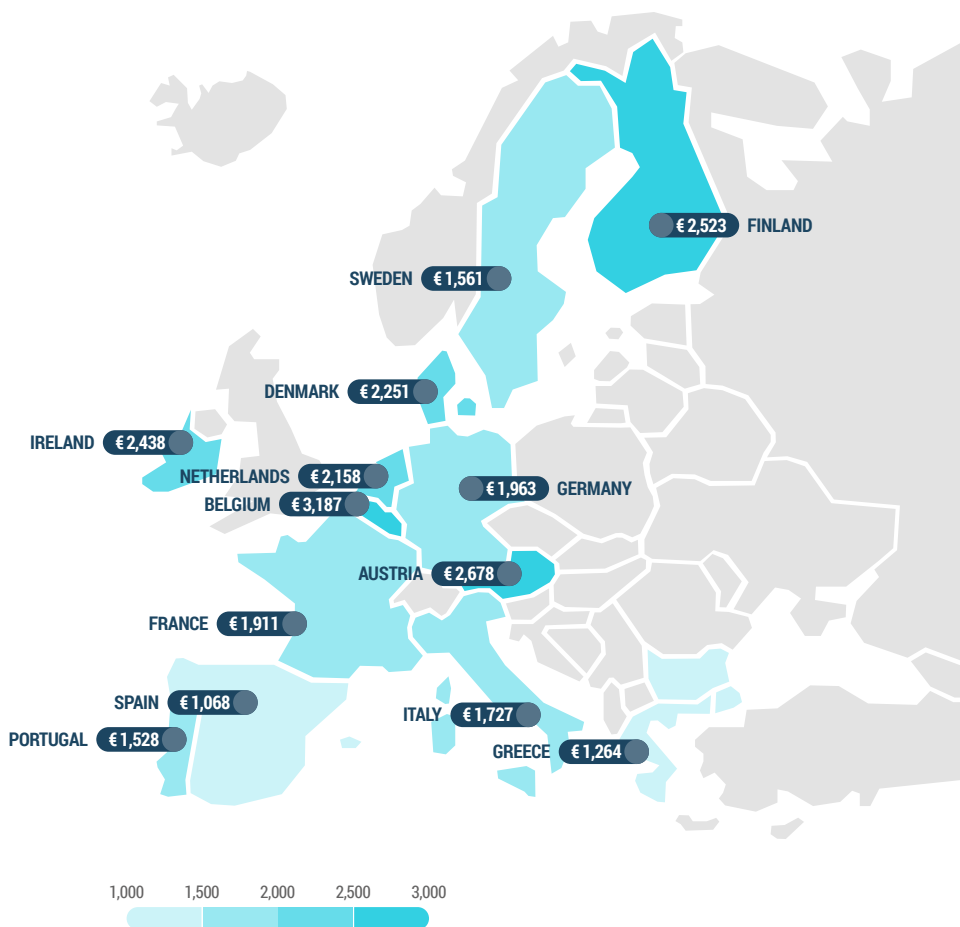 € 2,523 FINLAND
SWEDEN € 1,561
DENMARK € 2,251
IRELAND € 2,438
NETHERLANDS € 2,158
€ 1,963 GERMANY
BELGIUM € 3,187
AUSTRIA € 2,678
FRANCE € 1,911
SPAIN € 1,068
ITALY € 1,727
PORTUGAL € 1,528
GREECE € 1,264
1,000 1,500 2,000 2,500 3,000